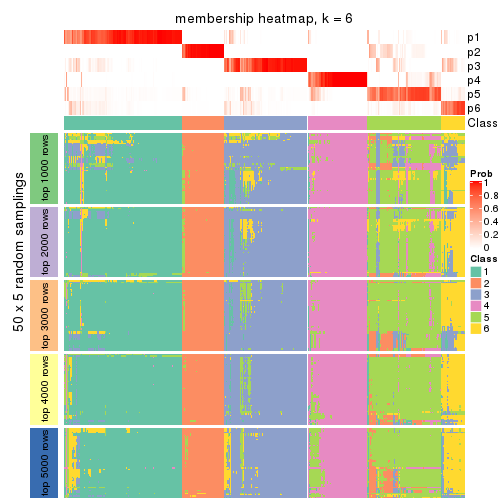 membership heatmap, k = 6
p1
p2
p3
p4
p5
p6
Class
50 x 5 random samplings
top 1000 rows
top 2000 rows
top 3000 rows
top 4000 rows
top 5000 rows
Prob
1
0.8
0.6
0.4
0.2
0
Class
1
2
3
4
5
6